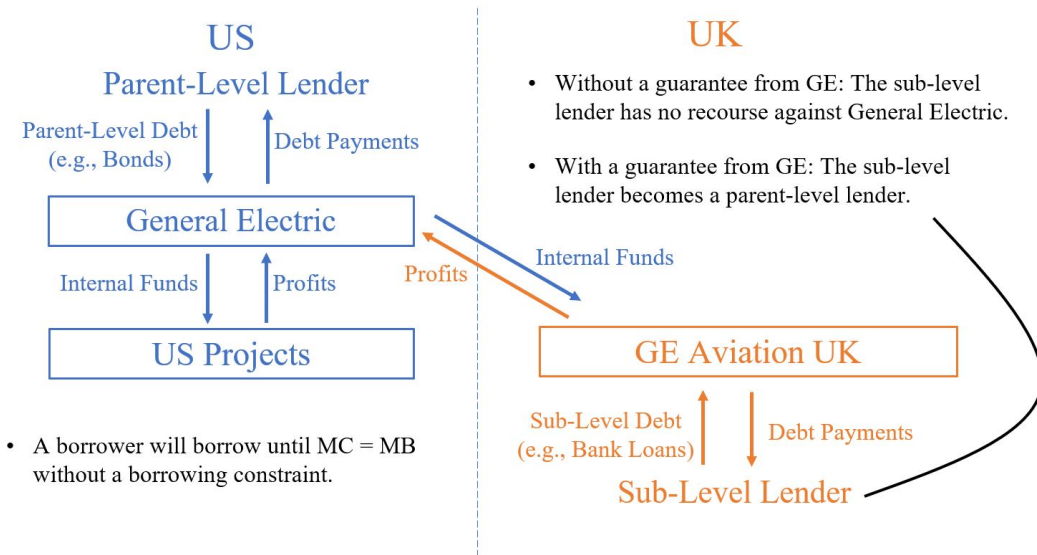 US
Parent-Level Lender
Parent-Level Debt
(e.g., Bonds)
Debt Payments
General Electric
Internal Funds
Profits
US Projects
• A borrower will borrow until MC = MB
without a borrowing constraint.
UK
• Without a guarantee from GE: The sub-level
lender has no recourse against General Electric.
• With a guarantee from GE: The sub-level
lender becomes a parent-level lender.
Internal Funds
Profits
GE Aviation UK
Sub-Level Debt
(e.g., Bank Loans)
Debt Payments
Sub-Level Lender